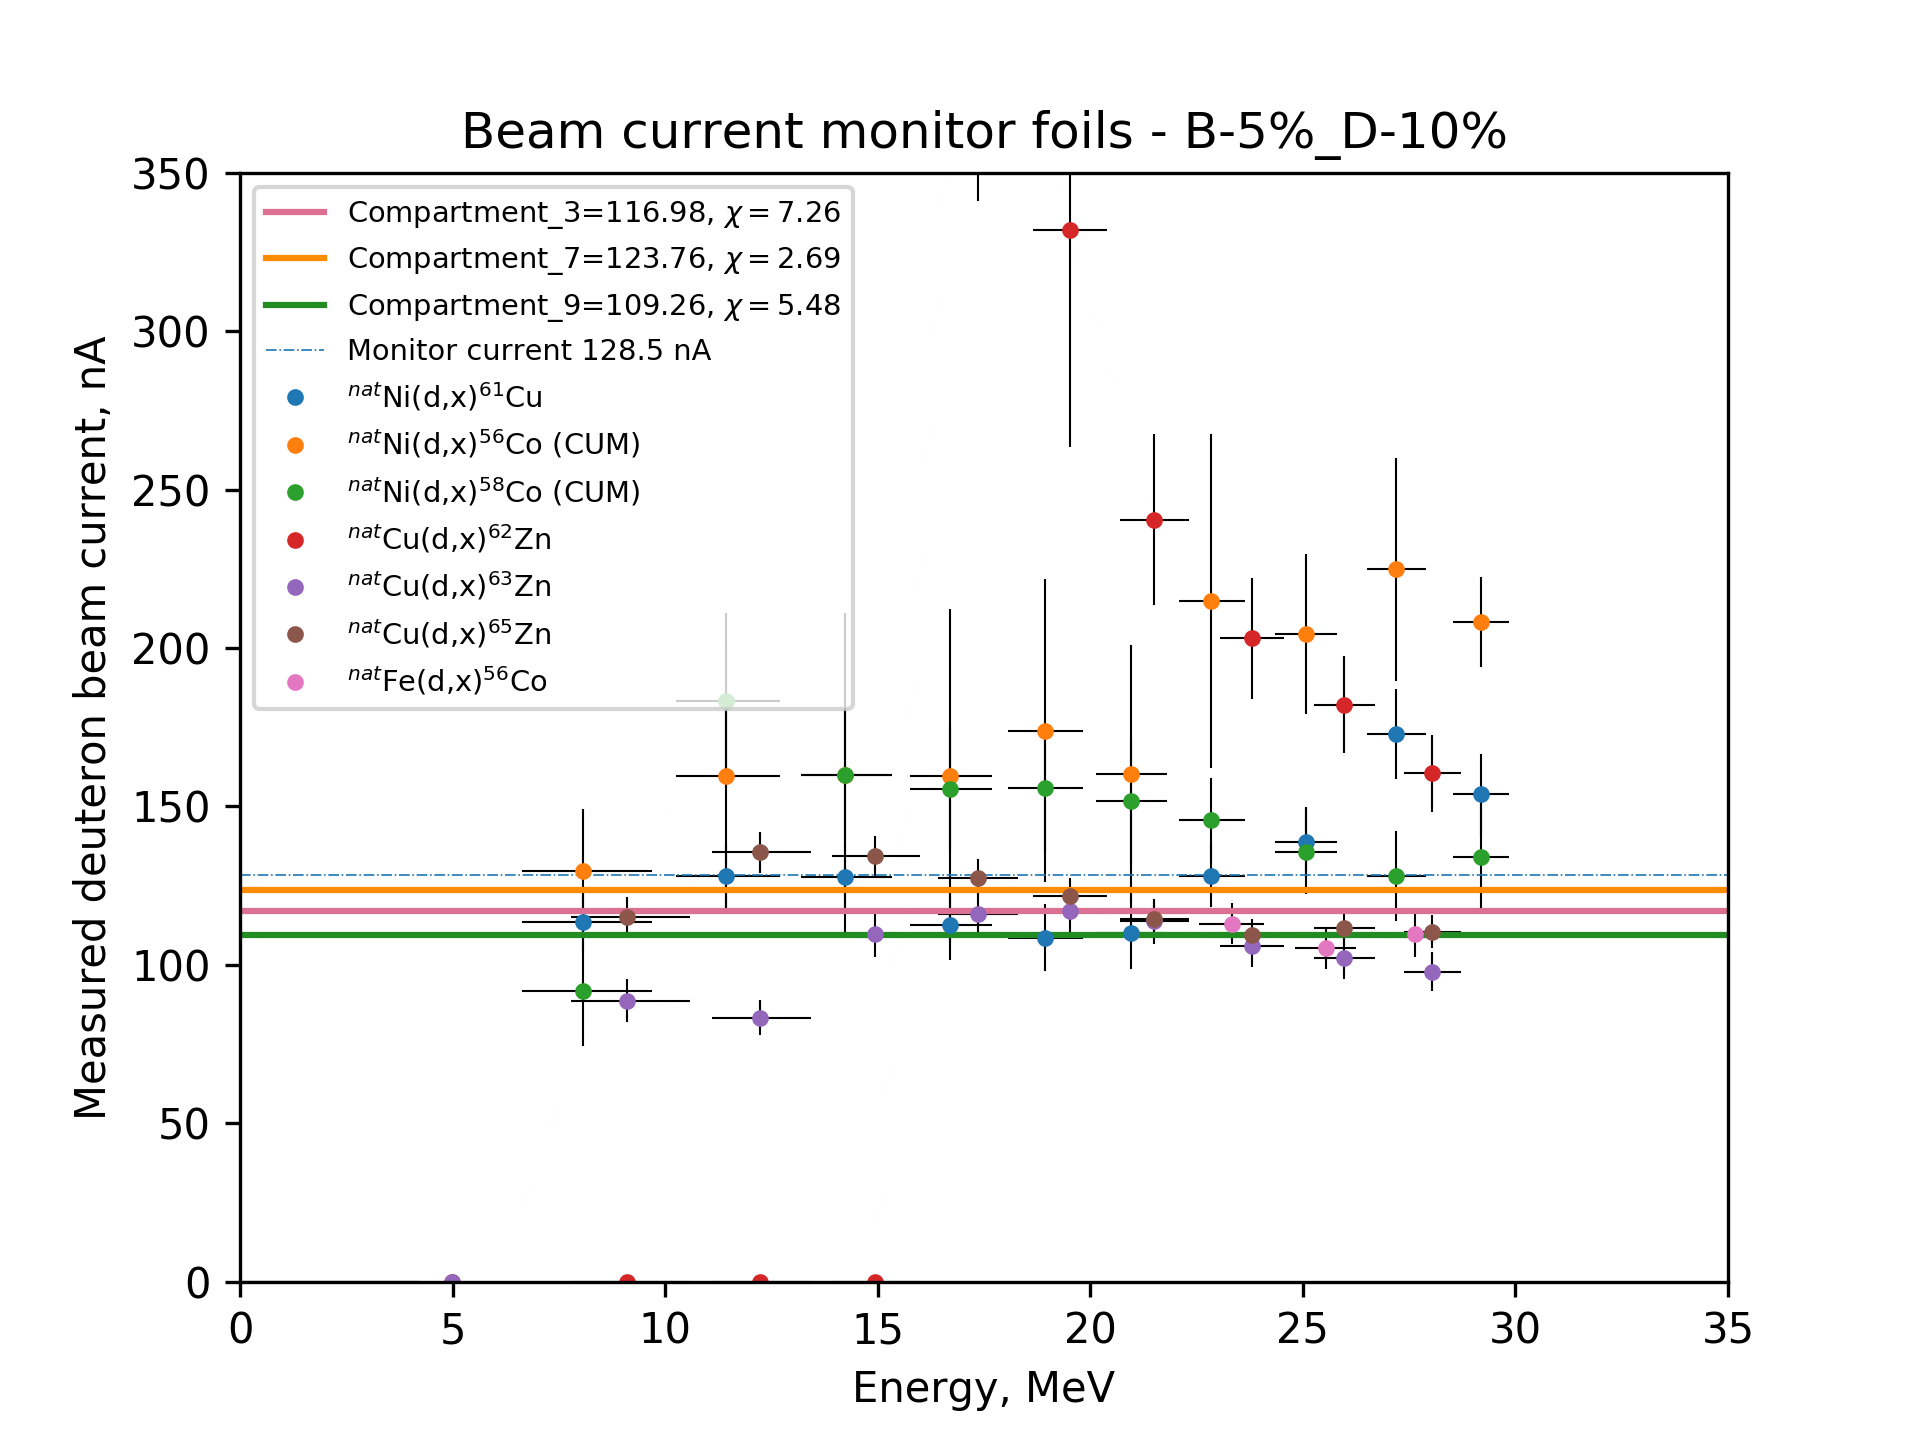 Beam current monitor foils - B-5%_D-10%
Measured deuteron beam current, nA
350
300
250
200
150
100
50
0
Compartment_3=116.98, χ = 7.26
Compartment_7=123.76, χ = 2.69
Compartment_9=109.26, χ = 5.48
Monitor current 128.5 nA
natNi(d,x)61Cu
natNi(d,x)56Co (CUM)
natNi(d,x)58Co (CUM)
natCu(d,x)62Zn
natCu(d,x)63Zn
natCu(d,x)65Zn
natFe(d,x)56Co
0 5 10 15 20 25 30 35
Energy, MeV